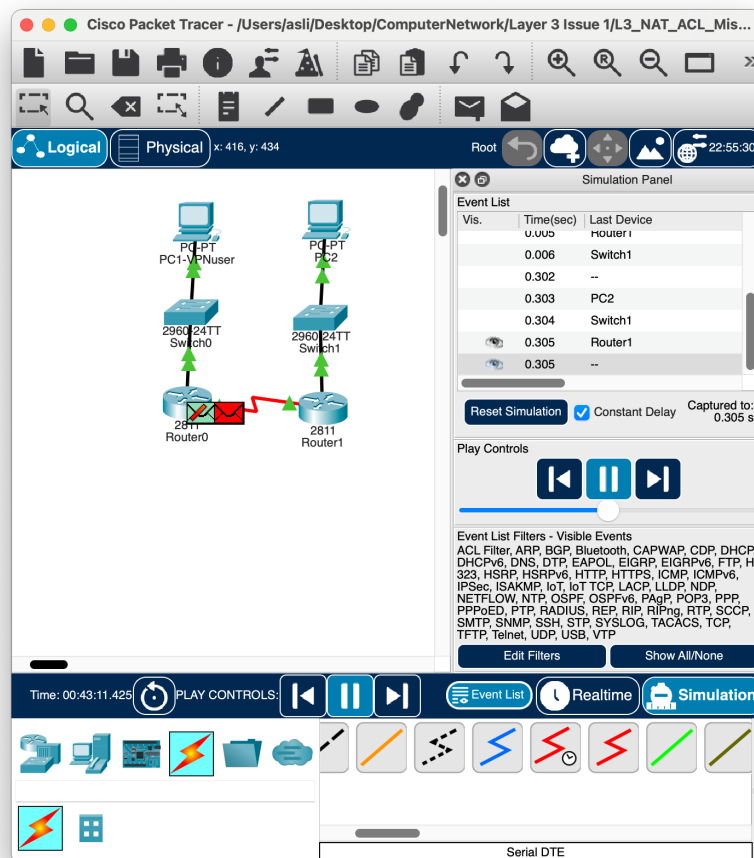 Cisco Packet Tracer - /Users/asli/Desktop/ComputerNetwork/Layer 3 Issue 1/L3_NAT_ACL_Mis...
Logical
Physical
x: 416, y: 434
Root
22:55:30
Simulation Panel
Event List
Vis. Time(sec) Last Device
0.005 Router1
0.006 Switch1
0.302 --
0.303 PC2
0.304 Switch1
0.305 Router1
0.305 --
Reset Simulation
Constant Delay
Captured to:
0.305 s
Play Controls
Event List Filters - Visible Events
ACL Filter, ARP, BGP, Bluetooth, CAPWAP, CDP, DHCP
DHCPv6, DNS, DTP, EAPOL, EIGRP, EIGRPv6, FTP, H
323, HSRP, HSRPv6, HTTP, HTTPS, ICMP, ICMPv6,
IPSec, ISAKMP, IoT, IoT TCP, LACP, LLDP, NDP,
NETFLOW, NTP, OSPF, OSPFv6, PAgP, POP3, PPP,
PPPoED, PTP, RADIUS, REP, RIP, RIPng, RTP, SCCP,
SMTP, SNMP, SSH, STP, SYSLOG, TACACS, TCP,
TFTP, Telnet, UDP, USB, VTP
Edit Filters
Show All/None
PC-PT
PC1-VPNuser
PC-PT
PC2
2960-24TT
Switch0
2960-24TT
Switch1
2811
Router0
2811
Router1
Time: 00:43:11.425
PLAY CONTROLS:
Event List
Realtime
Simulation
Serial DTE